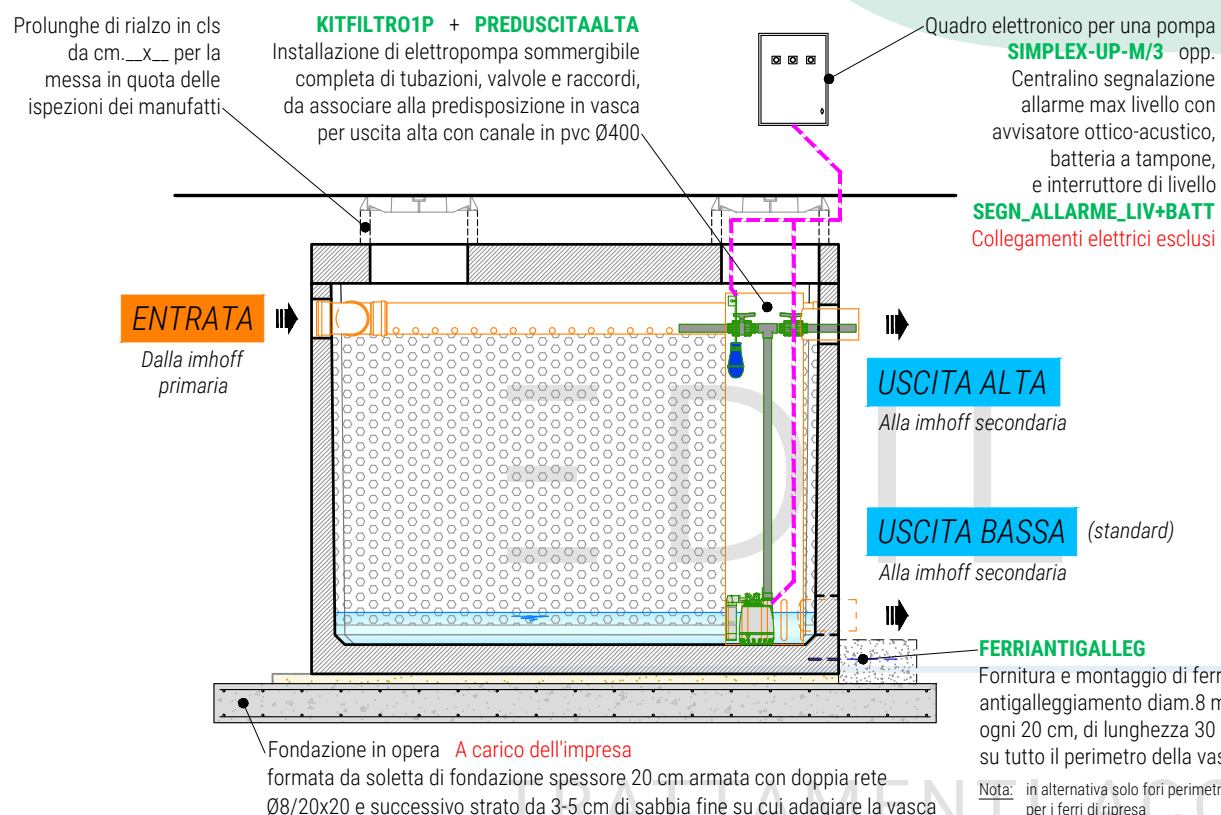 Prolunghe di rialzo in cls
da cm.__x__ per la
messa in quota delle
ispezioni dei manufatti
KITFILTRO1P + PREDUSCITAALTA
Installazione di elettropompa sommergibile
completa di tubazioni, valvole e raccordi,
da associare alla predisposizione in vasca
per uscita alta con canale in pvc Ø400
Quadro elettronico per una pompa
SIMPLEX-UP-M/3 opp.
Centralino segnalazione
allarme max livello con
avvisatore ottico-acustico,
batteria a tampone,
e interruttore di livello
SEGN_ALLARME_LIV+BATT
Collegamenti elettrici esclusi
ENTRATA
Dalla imhoff
primaria
USCITA ALTA
Alla imhoff secondaria
USCITA BASSA (standard)
Alla imhoff secondaria
FERRIANTIGALLEG
Fornitura e montaggio di ferr
antigalleggiamento diam.8 m
ogni 20 cm, di lunghezza 30
su tutto il perimetro della vas
Nota: in alternativa solo fori perimetr
per i ferri di ripresa
Fondazione in opera A carico dell'impresa
formata da soletta di fondazione spessore 20 cm armata con doppia rete
Ø8/20x20 e successivo strato da 3-5 cm di sabbia fine su cui adagiare la vasca
EDIL
TRATTAMENTI ACQ